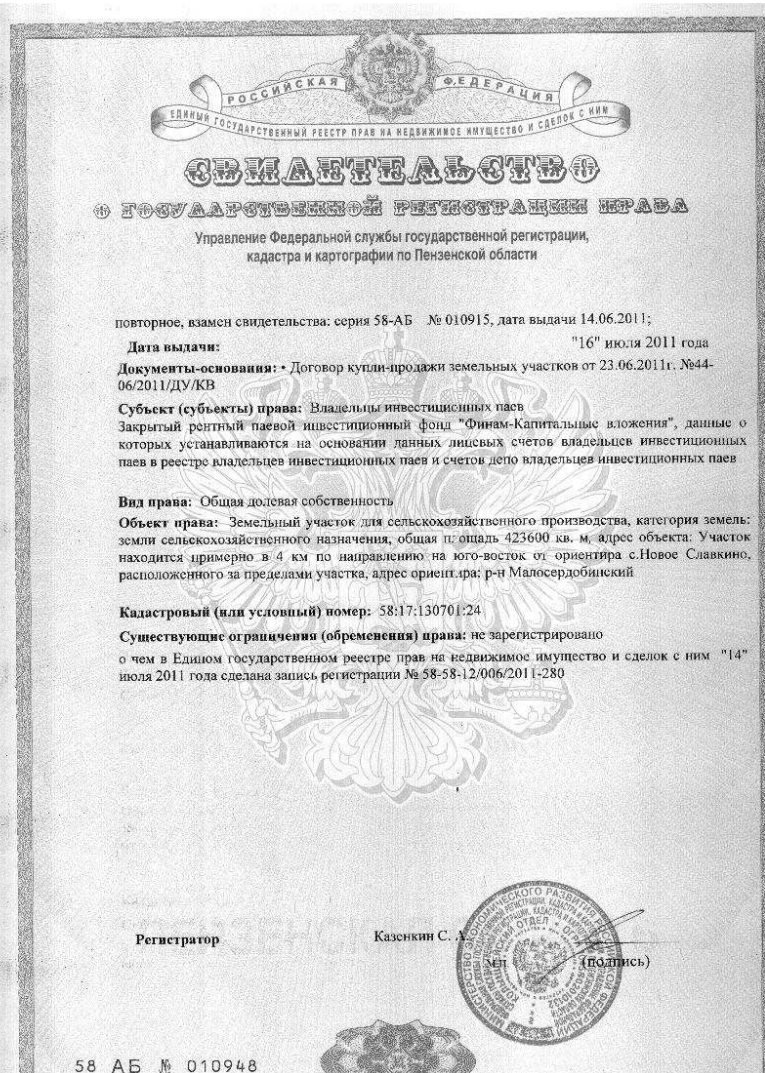 РОССИЙСКАЯ ФЕДЕРАЦИЯ
ЕДИНЫЙ ГОСУДАРСТВЕННЫЙ РЕЕСТР ПРАВ НА НЕДВИЖИМОЕ ИМУЩЕСТВО И СДЕЛОК С НИМ
СВИДЕТЕЛЬСТВО
О ГОСУДАРСТВЕННОЙ РЕГИСТРАЦИИ ПРАВА
Управление Федеральной службы государственной регистрации,
кадастра и картографии по Пензенской области
повторное, взамен свидетельства: серия 58-АБ № 010915, дата выдачи 14.06.2011;
Дата выдачи: "16" июля 2011 года
Документы-основания: • Договор купли-продажи земельных участков от 23.06.2011г. №44-
06/2011/ДУ/КВ
Субъект (субъекты) права: Владельцы инвестиционных паев
Закрытый рентный паевой инвестиционный фонд "Финам-Капитальные вложения", данные о
которых устанавливаются на основании данных лицевых счетов владельцев инвестиционных
паев в реестре владельцев инвестиционных паев и счетов депо владельцев инвестиционных паев
Вид права: Общая долевая собственность
Объект права: Земельный участок для сельскохозяйственного производства, категория земель:
земли сельскохозяйственного назначения, общая площадь 423600 кв. м, адрес объекта: Участок
находится примерно в 4 км по направлению на юго-восток от ориентира с.Новое Славкино,
расположенного за пределами участка, адрес ориентира: р-н Малосердобинский
Кадастровый (или условный) номер: 58:17:130701:24
Существующие ограничения (обременения) права: не зарегистрировано
о чем в Едином государственном реестре прав на недвижимое имущество и сделок с ним "14"
июля 2011 года сделана запись регистрации № 58-58-12/006/2011-280
Регистратор Казенкин С. А.
м.п. (подпись)
МИНИСТЕРСТВО ЭКОНОМИЧЕСКОГО РАЗВИТИЯ РОССИЙСКОЙ ФЕДЕРАЦИИ
58 АБ № 010948